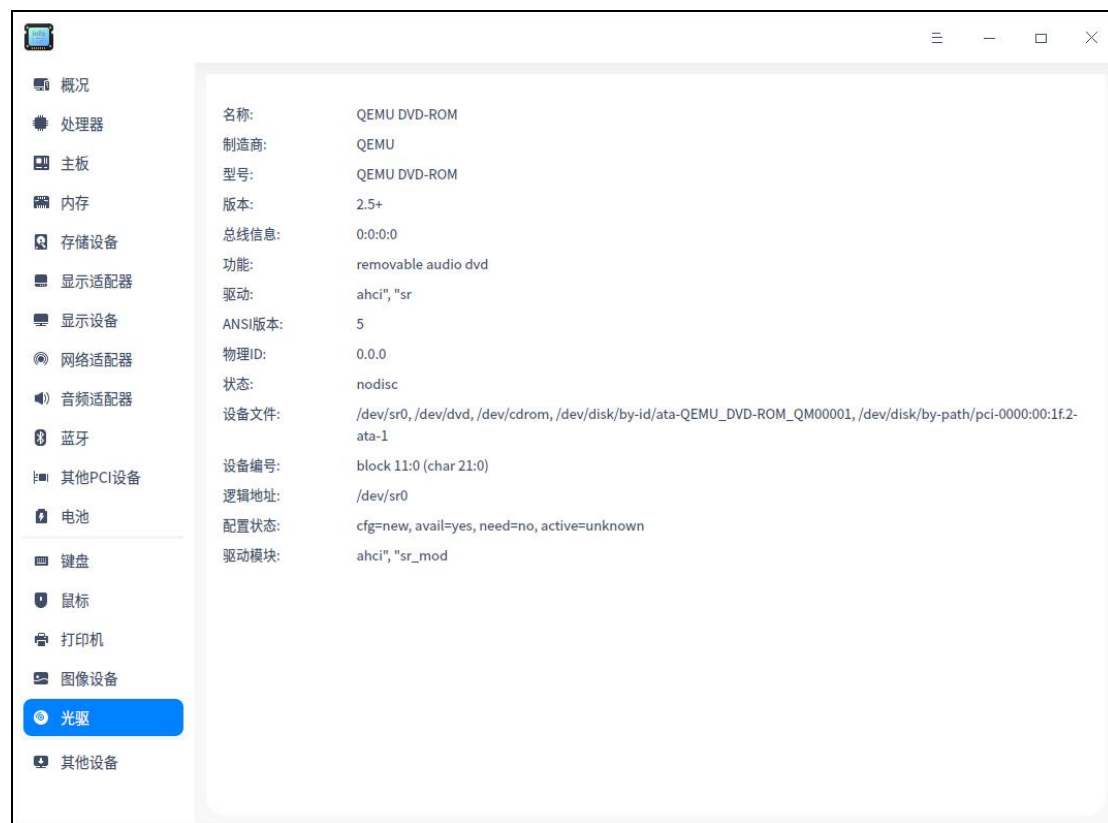 概况
处理器
主板
内存
存储设备
显示适配器
显示设备
网络适配器
音频适配器
蓝牙
其他PCI设备
电池
键盘
鼠标
打印机
图像设备
光驱
其他设备
名称: QEMU DVD-ROM
制造商: QEMU
型号: QEMU DVD-ROM
版本: 2.5+
总线信息: 0:0:0:0
功能: removable audio dvd
驱动: ahci", "sr
ANSI版本: 5
物理ID: 0.0.0
状态: nodisc
设备文件: /dev/sr0, /dev/dvd, /dev/cdrom, /dev/disk/by-id/ata-QEMU_DVD-ROM_QM00001, /dev/disk/by-path/pci-0000:00:1f.2-
ata-1
设备编号: block 11:0 (char 21:0)
逻辑地址: /dev/sr0
配置状态: cfg=new, avail=yes, need=no, active=unknown
驱动模块: ahci", "sr_mod